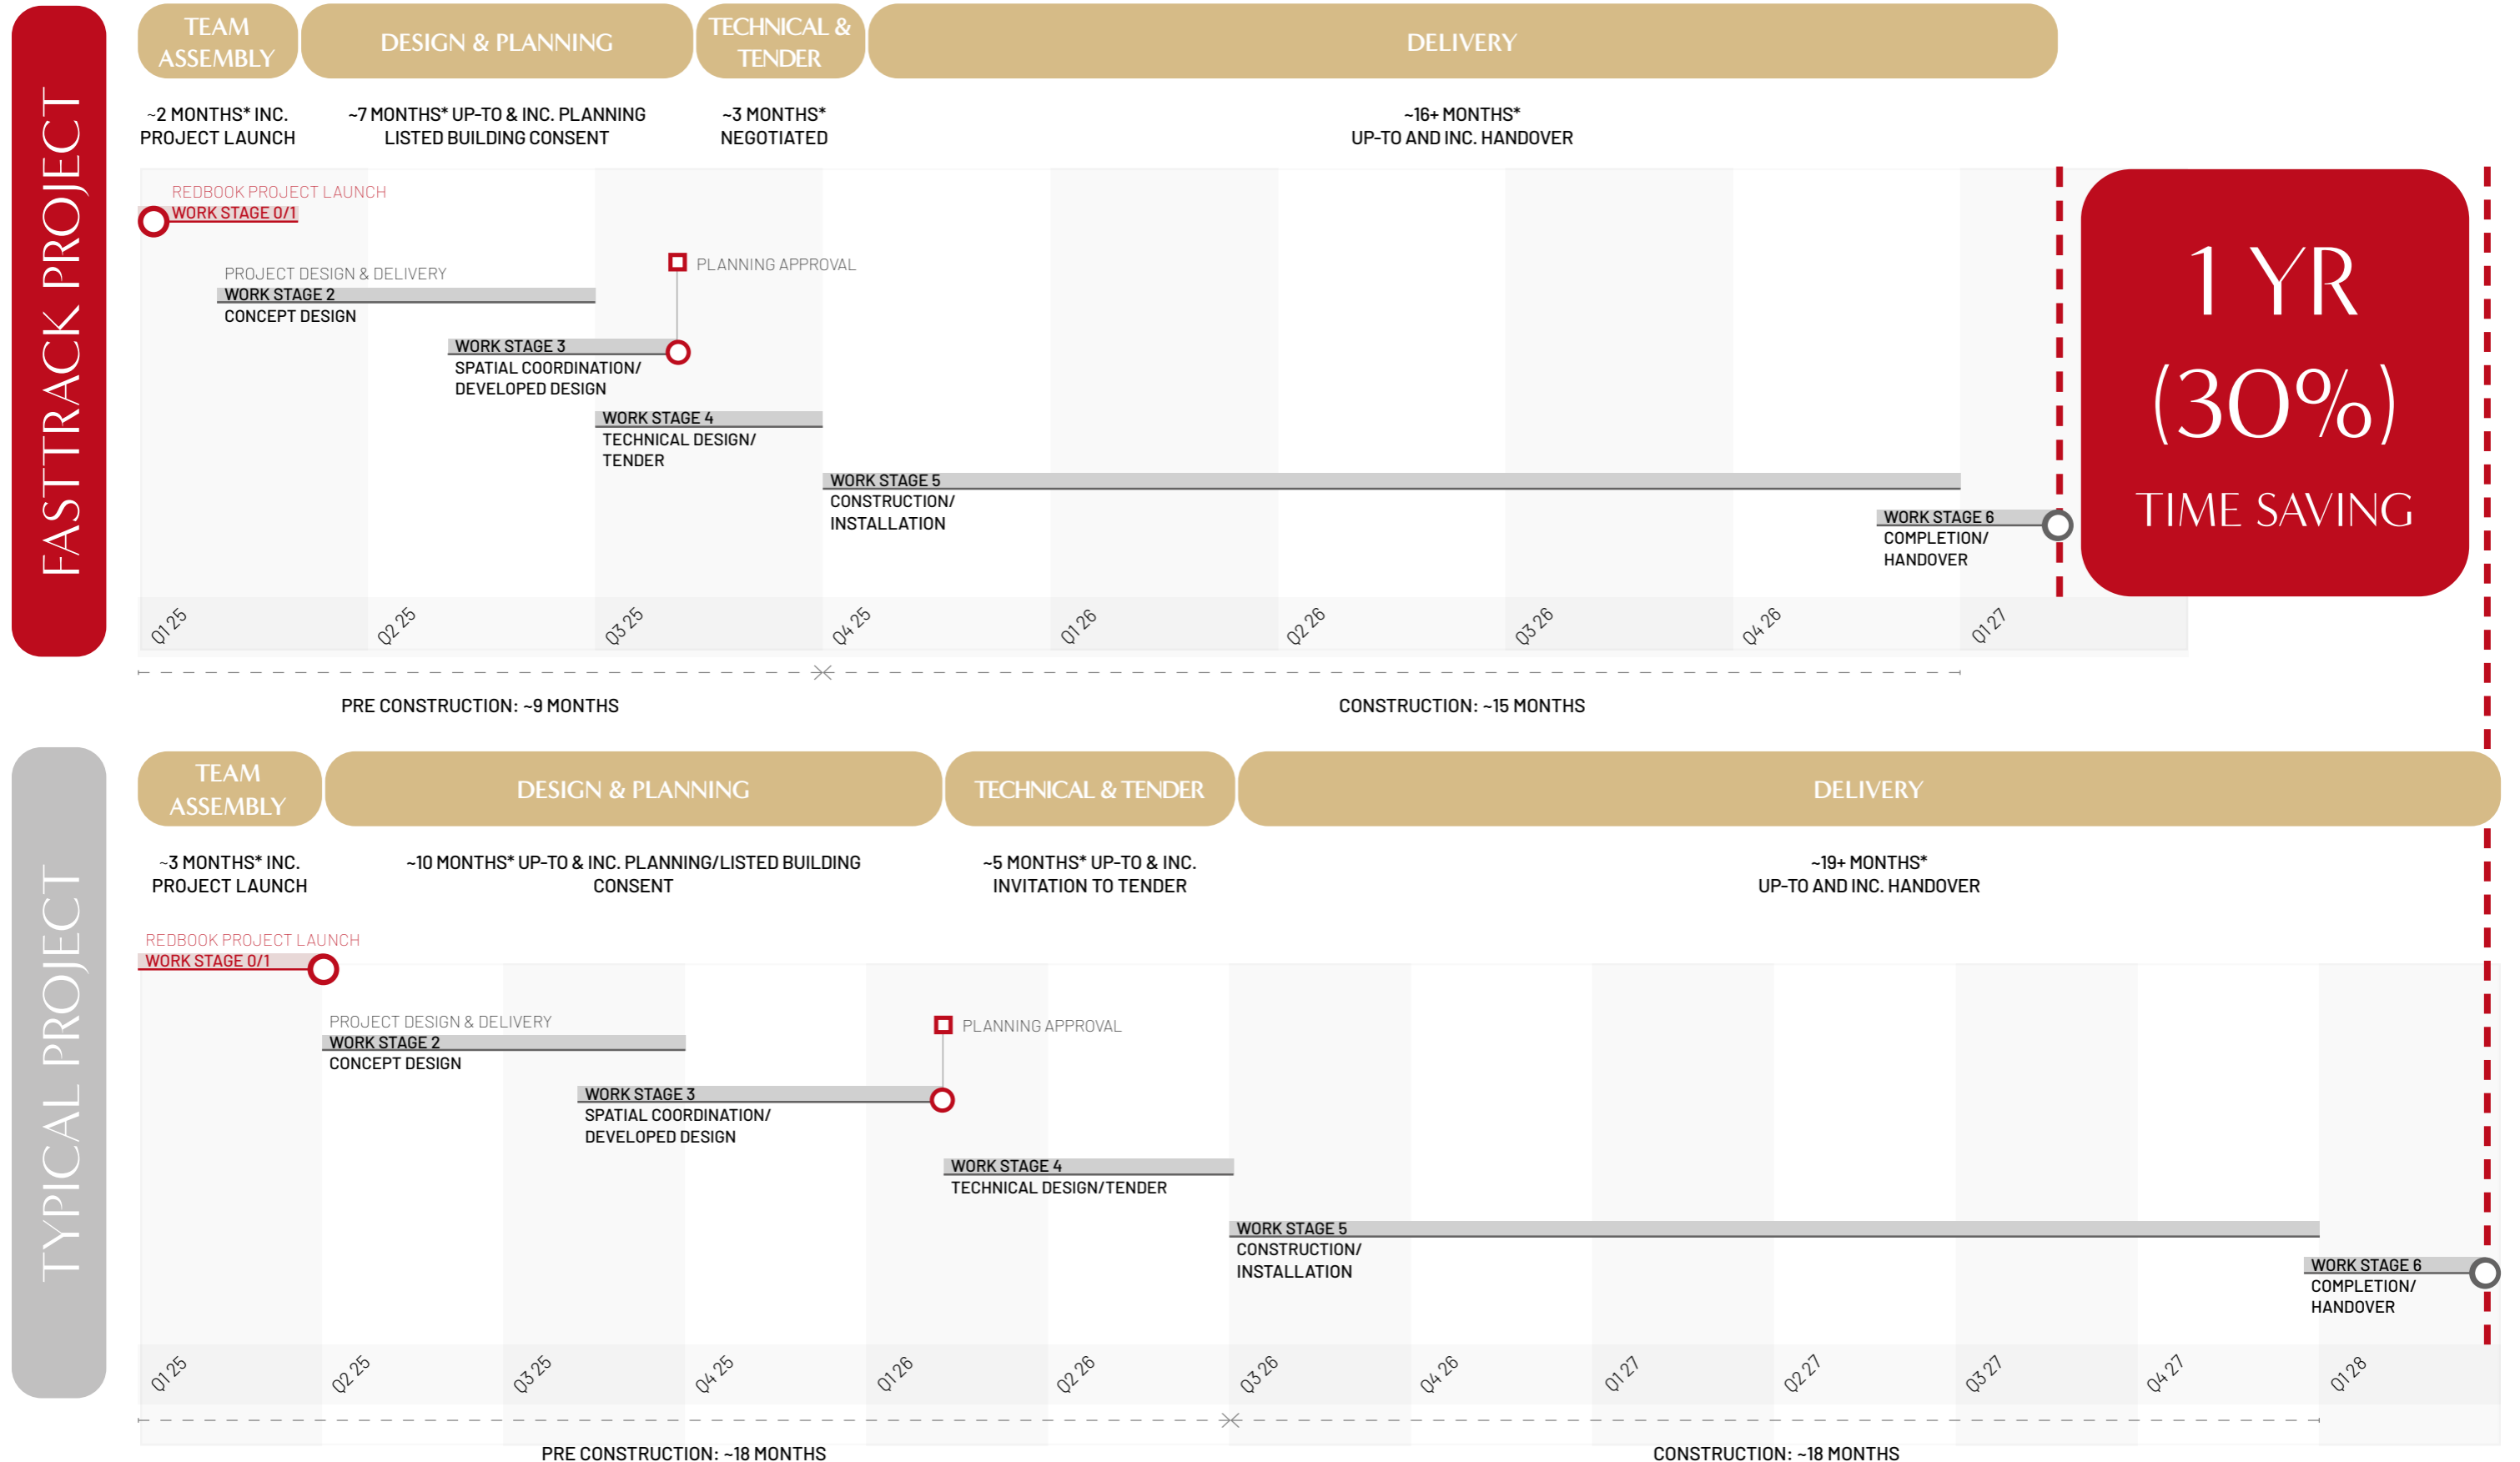 FASTTRACK PROJECT
TEAM
ASSEMBLY
DESIGN & PLANNING
TECHNICAL &
TENDER
DELIVERY
~2 MONTHS* INC.
PROJECT LAUNCH
~7 MONTHS* UP-TO & INC. PLANNING
LISTED BUILDING CONSENT
~3 MONTHS*
NEGOTIATED
~16+ MONTHS*
UP-TO AND INC. HANDOVER
REDBOOK PROJECT LAUNCH
WORK STAGE 0/1
PLANNING APPROVAL
PROJECT DESIGN & DELIVERY
WORK STAGE 2
CONCEPT DESIGN
WORK STAGE 3
SPATIAL COORDINATION/
DEVELOPED DESIGN
WORK STAGE 4
TECHNICAL DESIGN/
TENDER
WORK STAGE 5
CONSTRUCTION/
INSTALLATION
WORK STAGE 6
COMPLETION/
HANDOVER
1 YR
(30%)
TIME SAVING
Q1 25
Q2 25
Q3 25
Q4 25
Q1 26
Q2 26
Q3 26
Q4 26
Q1 27
PRE CONSTRUCTION: ~9 MONTHS
CONSTRUCTION: ~15 MONTHS
TYPICAL PROJECT
TEAM
ASSEMBLY
DESIGN & PLANNING
TECHNICAL & TENDER
DELIVERY
~3 MONTHS* INC.
PROJECT LAUNCH
~10 MONTHS* UP-TO & INC. PLANNING/LISTED BUILDING
CONSENT
~5 MONTHS* UP-TO & INC.
INVITATION TO TENDER
~19+ MONTHS*
UP-TO AND INC. HANDOVER
REDBOOK PROJECT LAUNCH
WORK STAGE 0/1
PROJECT DESIGN & DELIVERY
WORK STAGE 2
CONCEPT DESIGN
PLANNING APPROVAL
WORK STAGE 3
SPATIAL COORDINATION/
DEVELOPED DESIGN
WORK STAGE 4
TECHNICAL DESIGN/TENDER
WORK STAGE 5
CONSTRUCTION/
INSTALLATION
WORK STAGE 6
COMPLETION/
HANDOVER
Q1 25
Q2 25
Q3 25
Q4 25
Q1 26
Q2 26
Q3 26
Q4 26
Q1 27
Q2 27
Q3 27
Q4 27
Q1 28
PRE CONSTRUCTION: ~18 MONTHS
CONSTRUCTION: ~18 MONTHS